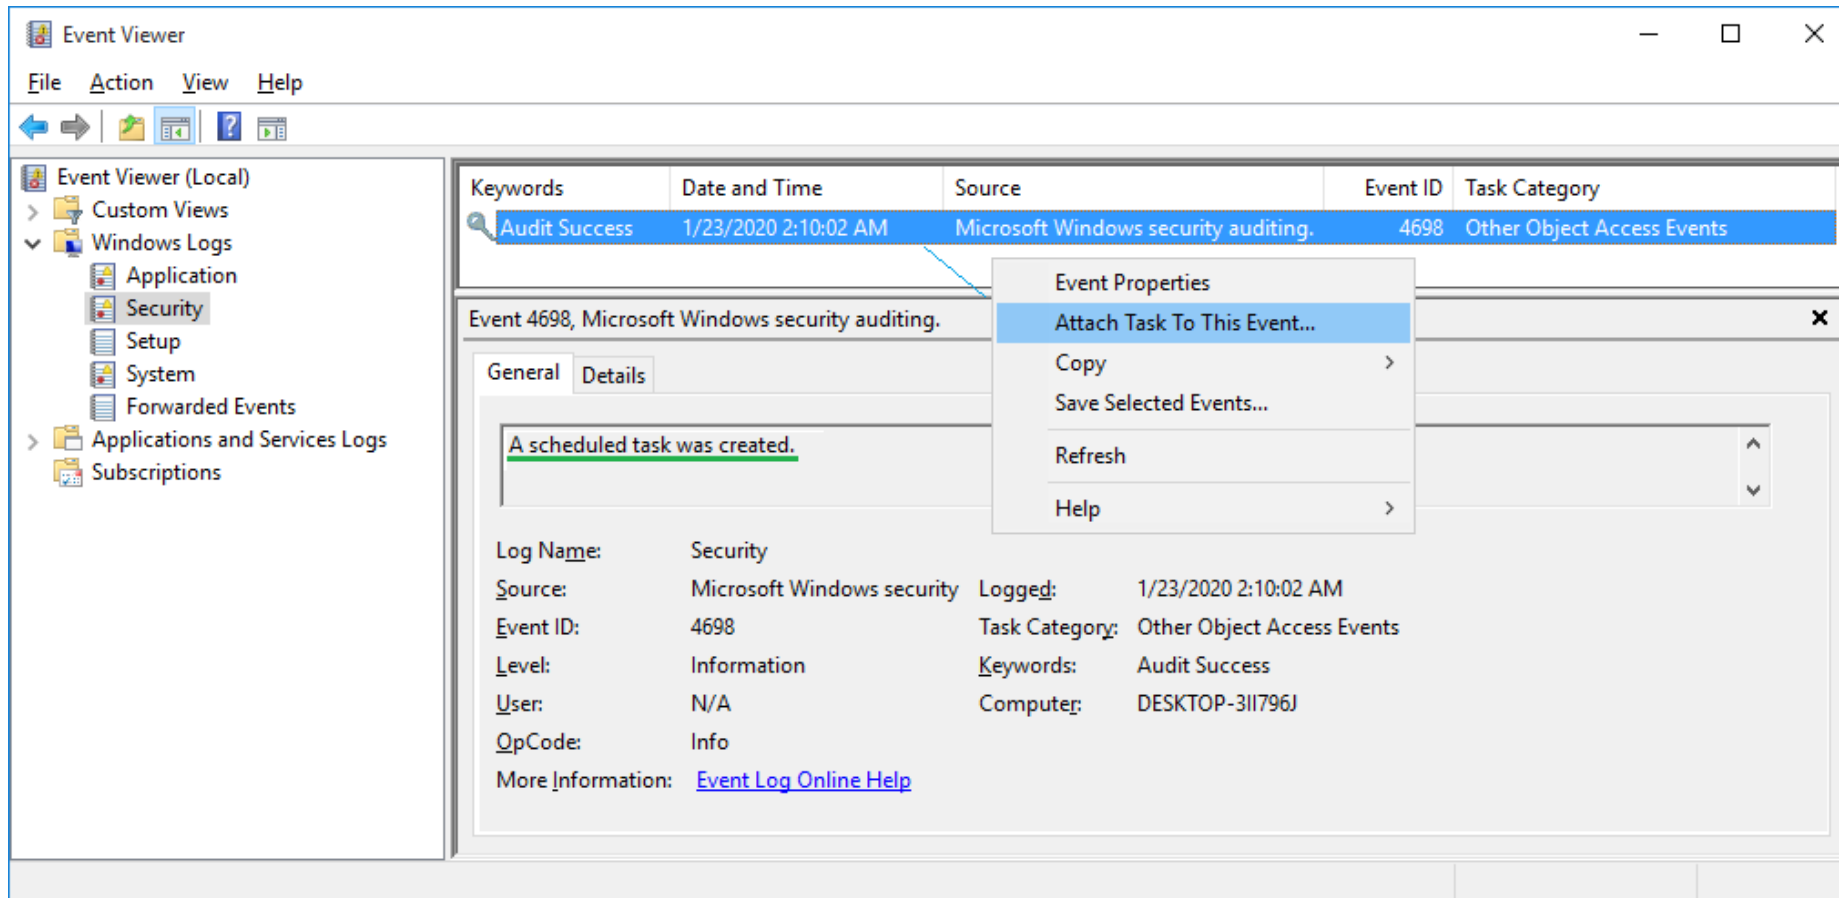 Event Viewer
File Action View Help
Event Viewer (Local)
Custom Views
Windows Logs
Application
Security
Setup
System
Forwarded Events
Applications and Services Logs
Subscriptions
Keywords Date and Time Source Event ID Task Category
Audit Success 1/23/2020 2:10:02 AM Microsoft Windows security auditing. 4698 Other Object Access Events
Event 4698, Microsoft Windows security auditing.
General Details
A scheduled task was created.
Log Name: Security
Source: Microsoft Windows security Logged: 1/23/2020 2:10:02 AM
Event ID: 4698 Task Category: Other Object Access Events
Level: Information Keywords: Audit Success
User: N/A Computer: DESKTOP-3II796J
OpCode: Info
More Information: Event Log Online Help
Event Properties
Attach Task To This Event...
Copy
Save Selected Events...
Refresh
Help